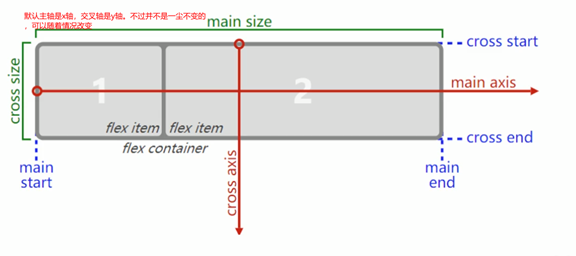 默认主轴是x轴，交叉轴是y轴。不过并不是一尘不变的
，可以随着情况改变
main size
cross start
cross size
main axis
1
2
flex item
flex item
cross end
flex container
main
start
cross axis
main
end